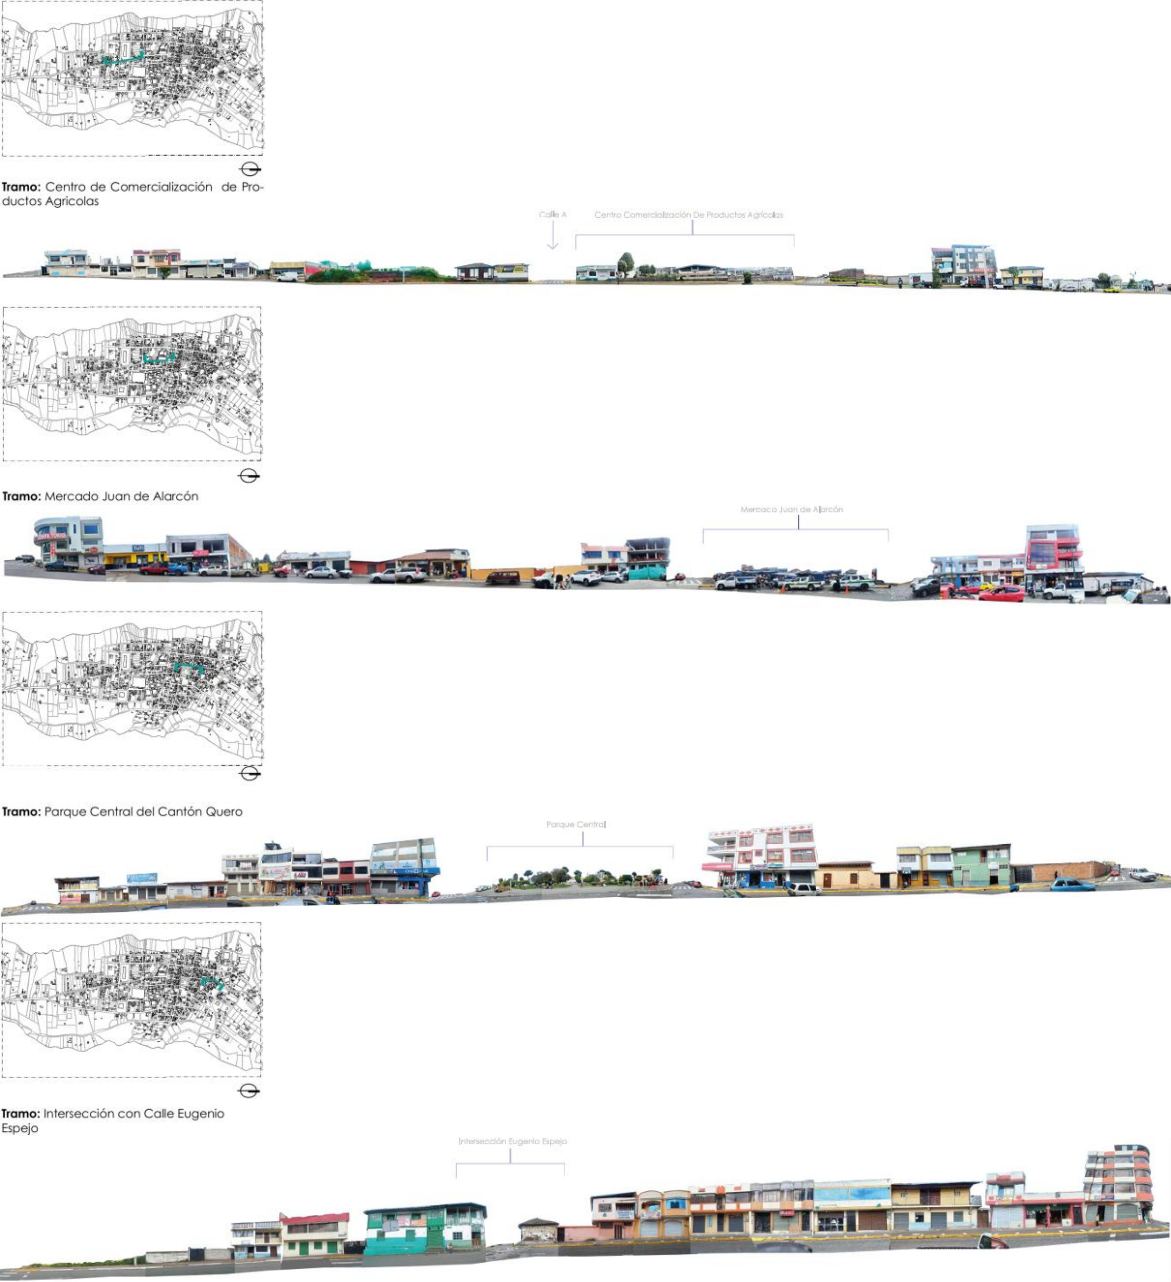 Tramo: Centro de Comercialización de Pro-
ductos Agricolas
Calle A
Centro Comercialización De Productos Agrícolas
Tramo: Mercado Juan de Alarcón
Mercaco Juan de Alarcón
Tramo: Parque Central del Cantón Quero
Parque Central
Tramo: Intersección con Calle Eugenio
Espejo
Intersección Eugenio Espejo